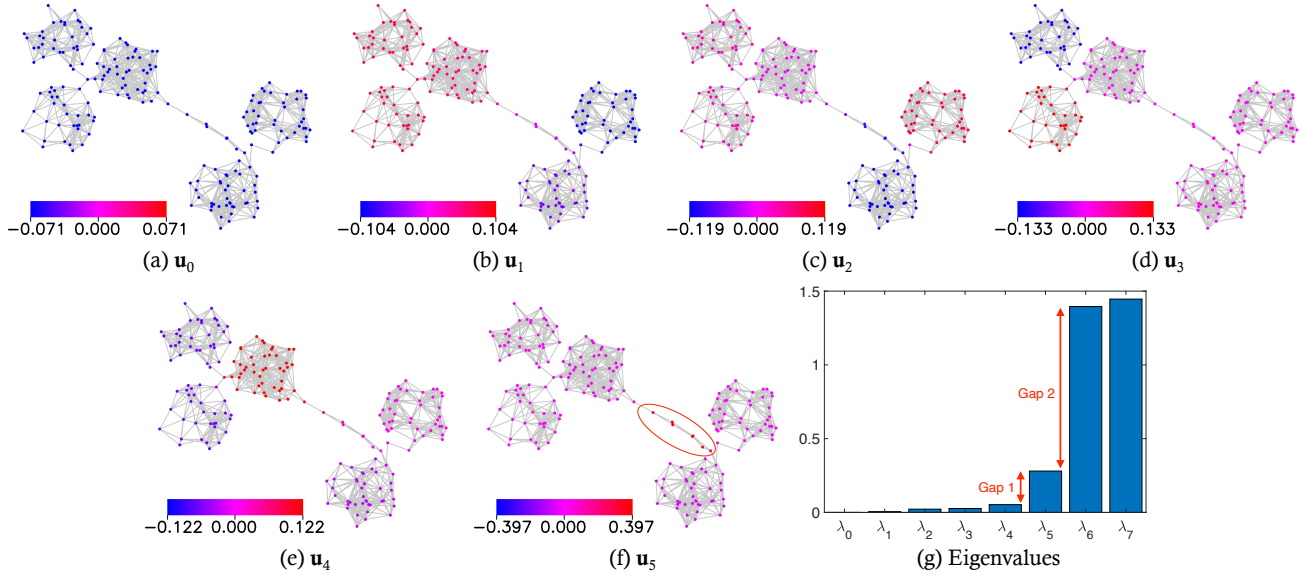 −0.071 0.000 0.071
(a) u₀
−0.104 0.000 0.104
(b) u₁
−0.119 0.000 0.119
(c) u₂
−0.133 0.000 0.133
(d) u₃
−0.122 0.000 0.122
(e) u₄
−0.397 0.000 0.397
(f) u₅
1.5
1
0.5
0
Gap 2
Gap 1
λ₀ λ₁ λ₂ λ₃ λ₄ λ₅ λ₆ λ₇
(g) Eigenvalues